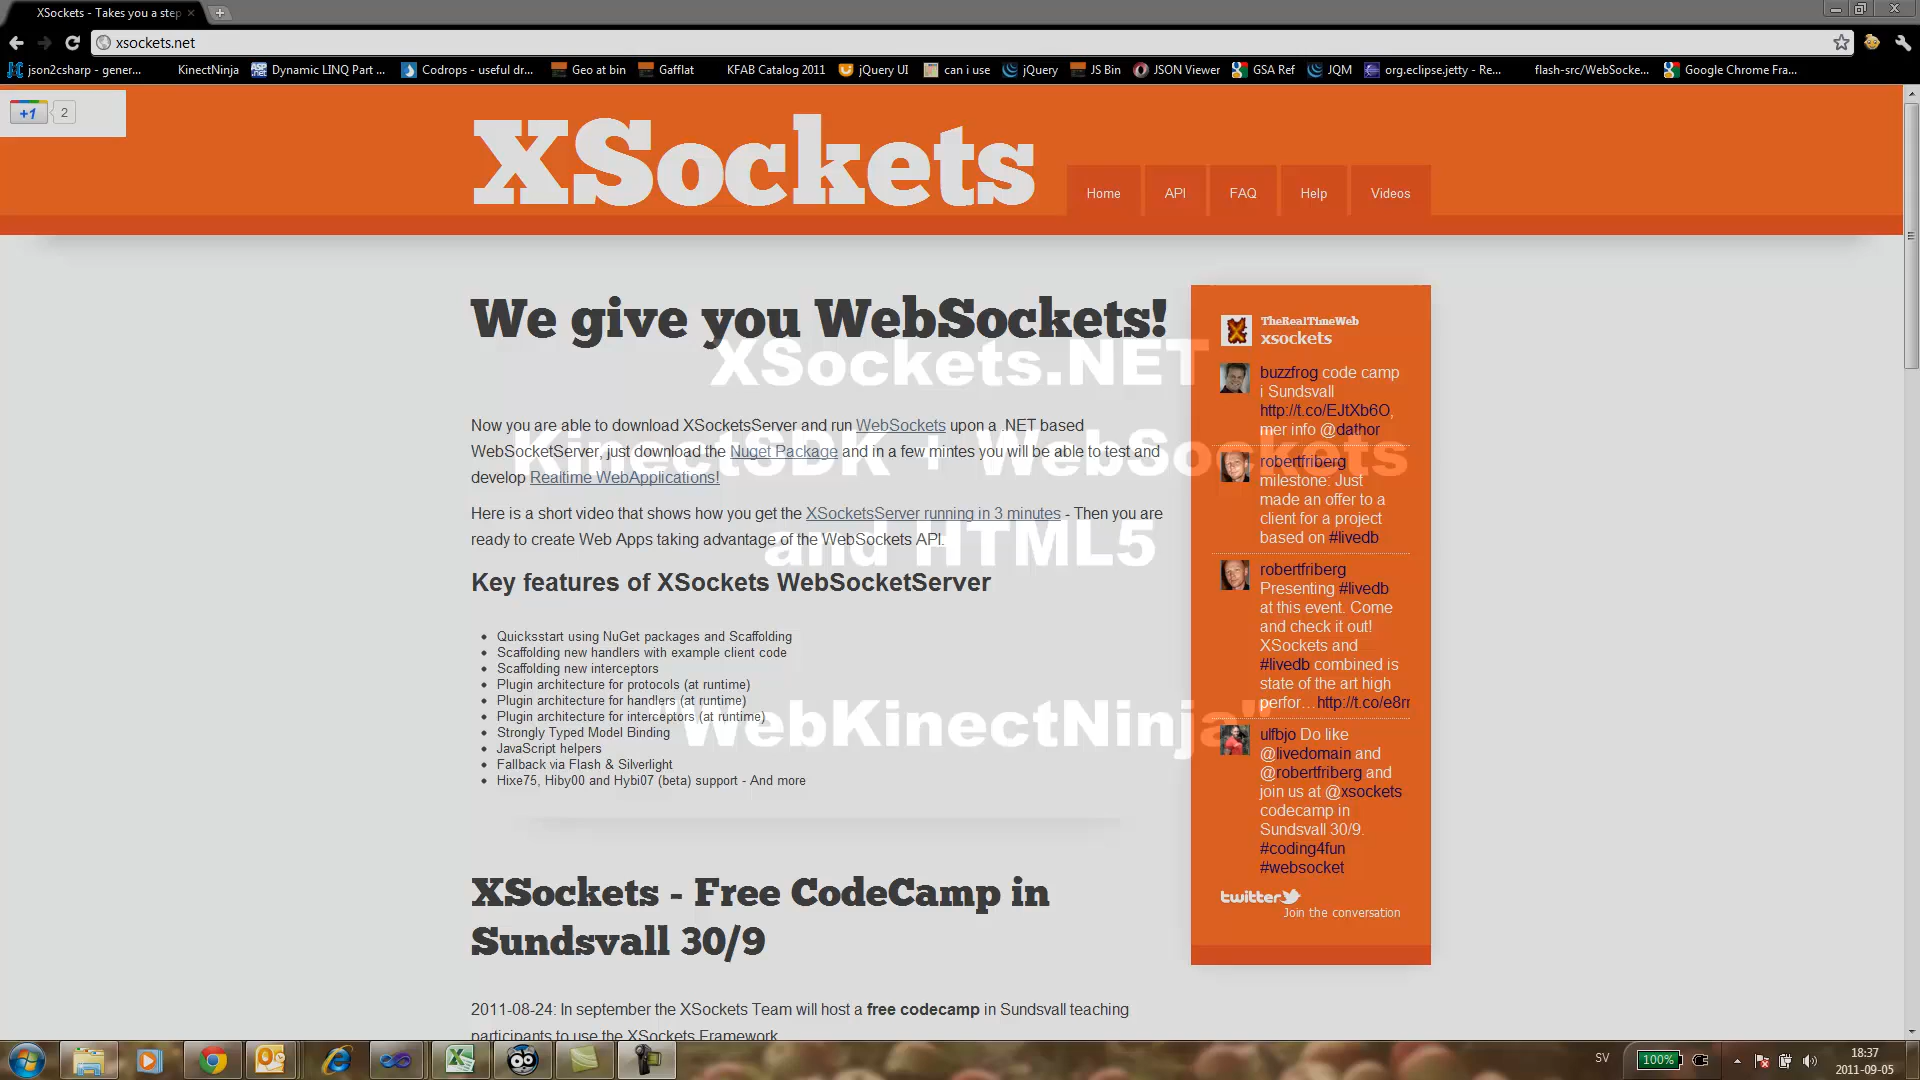 XSockets - Takes you a step
xsockets.net
json2csharp - gener...
KinectNinja
Dynamic LINQ Part ...
Codrops - useful dr...
Geo at bin
Gafflat
KFAB Catalog 2011
jQuery UI
can i use
jQuery
JS Bin
JSON Viewer
GSA Ref
JQM
org.eclipse.jetty - Re...
flash-src/WebSocke...
Google Chrome Fra...
+1
2
XSockets
Home
API
FAQ
Help
Videos
We give you WebSockets!
XSockets.NET
KinectSDK + WebSockets
and HTML5
"WebKinectNinja"
Now you are able to download XSocketsServer and run WebSockets upon a .NET based
WebSocketServer, just download the Nuget Package and in a few mintes you will be able to test and
develop Realtime WebApplications!
Here is a short video that shows how you get the XSocketsServer running in 3 minutes - Then you are
ready to create Web Apps taking advantage of the WebSockets API.
Key features of XSockets WebSocketServer
Quicksstart using NuGet packages and Scaffolding
Scaffolding new handlers with example client code
Scaffolding new interceptors
Plugin architecture for protocols (at runtime)
Plugin architecture for handlers (at runtime)
Plugin architecture for interceptors (at runtime)
Strongly Typed Model Binding
JavaScript helpers
Fallback via Flash & Silverlight
Hixe75, Hiby00 and Hybi07 (beta) support - And more
XSockets - Free CodeCamp in
Sundsvall 30/9
2011-08-24: In september the XSockets Team will host a free codecamp in Sundsvall teaching
participants to use the XSockets Framework
TheRealTimeWeb
xsockets
buzzfrog code camp
i Sundsvall
http://t.co/EJtXb6O,
mer info @dathor
robertfriberg
milestone: Just
made an offer to a
client for a project
based on #livedb
robertfriberg
Presenting #livedb
at this event. Come
and check it out!
XSockets and
#livedb combined is
state of the art high
perfor...http://t.co/e8rr
ulfbjo Do like
@livedomain and
@robertfriberg and
join us at @xsockets
codecamp in
Sundsvall 30/9.
#coding4fun
#websocket
twitter
Join the conversation
SV
100%
18:37
2011-09-05